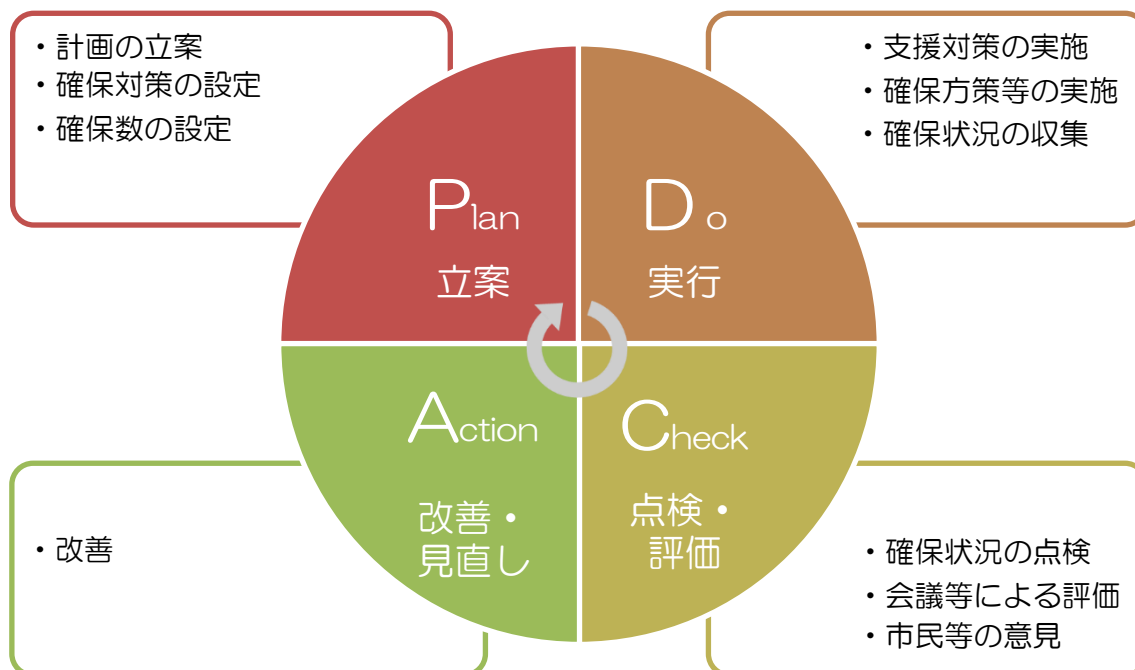 ・計画の立案
・確保対策の設定
・確保数の設定
・支援対策の実施
・確保方策等の実施
・確保状況の収集
Plan
立案
Do
実行
Action
改善・
見直し
Check
点検・
評価
・改善
・確保状況の点検
・会議等による評価
・市民等の意見